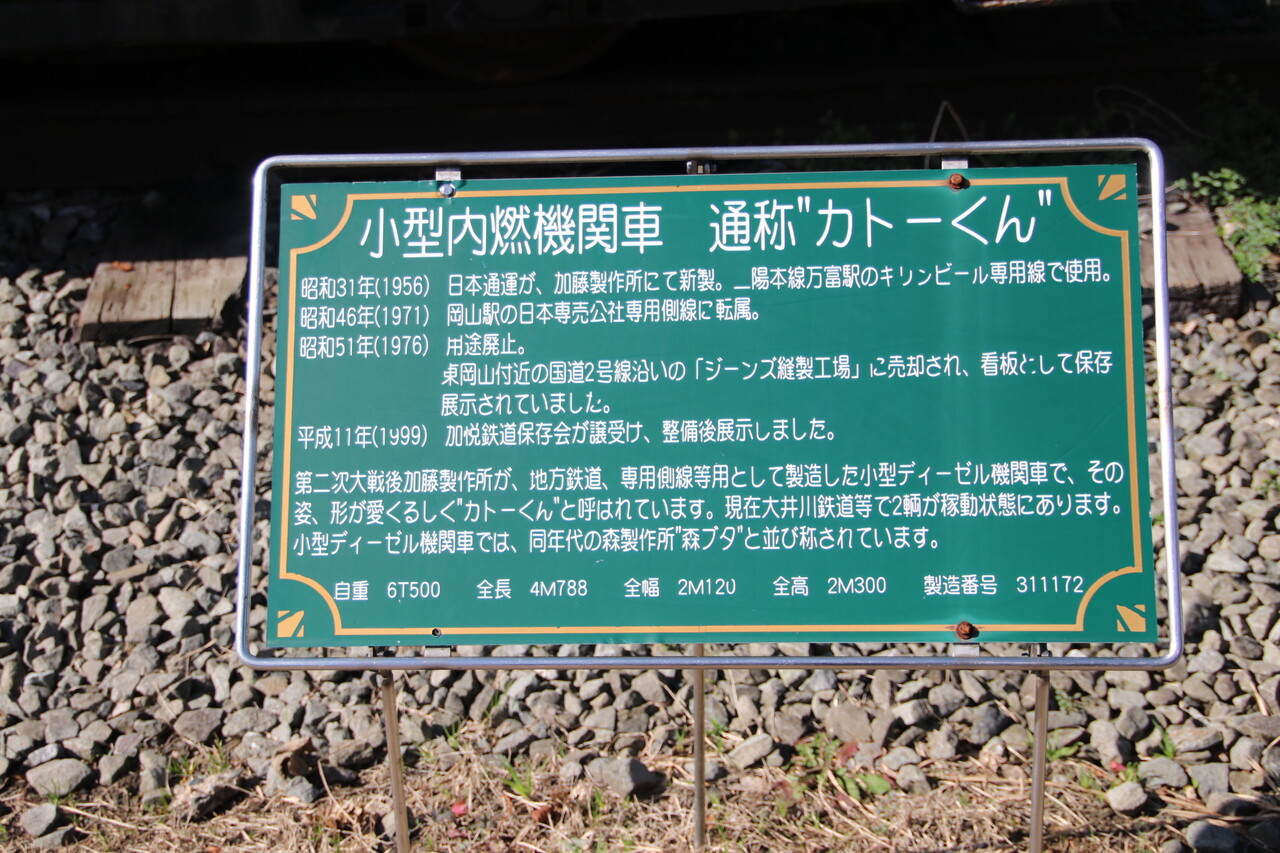 小型内燃機関車　通称"カトーくん"
昭和31年(1956)　日本通運が、加藤製作所にて新製。山陽本線万富駅のキリンビール専用線で使用。
昭和46年(1971)　岡山駅の日本専売公社専用側線に転属。
昭和51年(1976)　用途廃止。
東岡山付近の国道2号線沿いの「ジーンズ縫製工場」に売却され、看板として保存
展示されていました。
平成11年(1999)　加悦鉄道保存会が譲受け、整備後展示しました。
第二次大戦後加藤製作所が、地方鉄道、専用側線等用として製造した小型ディーゼル機関車で、その
姿、形が愛くるしく"カトーくん"と呼ばれています。現在大井川鉄道等で2輌が稼動状態にあります。
小型ディーゼル機関車では、同年代の森製作所"森ブタ"と並び称されています。
自重　6T500　全長　4M788　全幅　2M120　全高　2M300　製造番号　311172